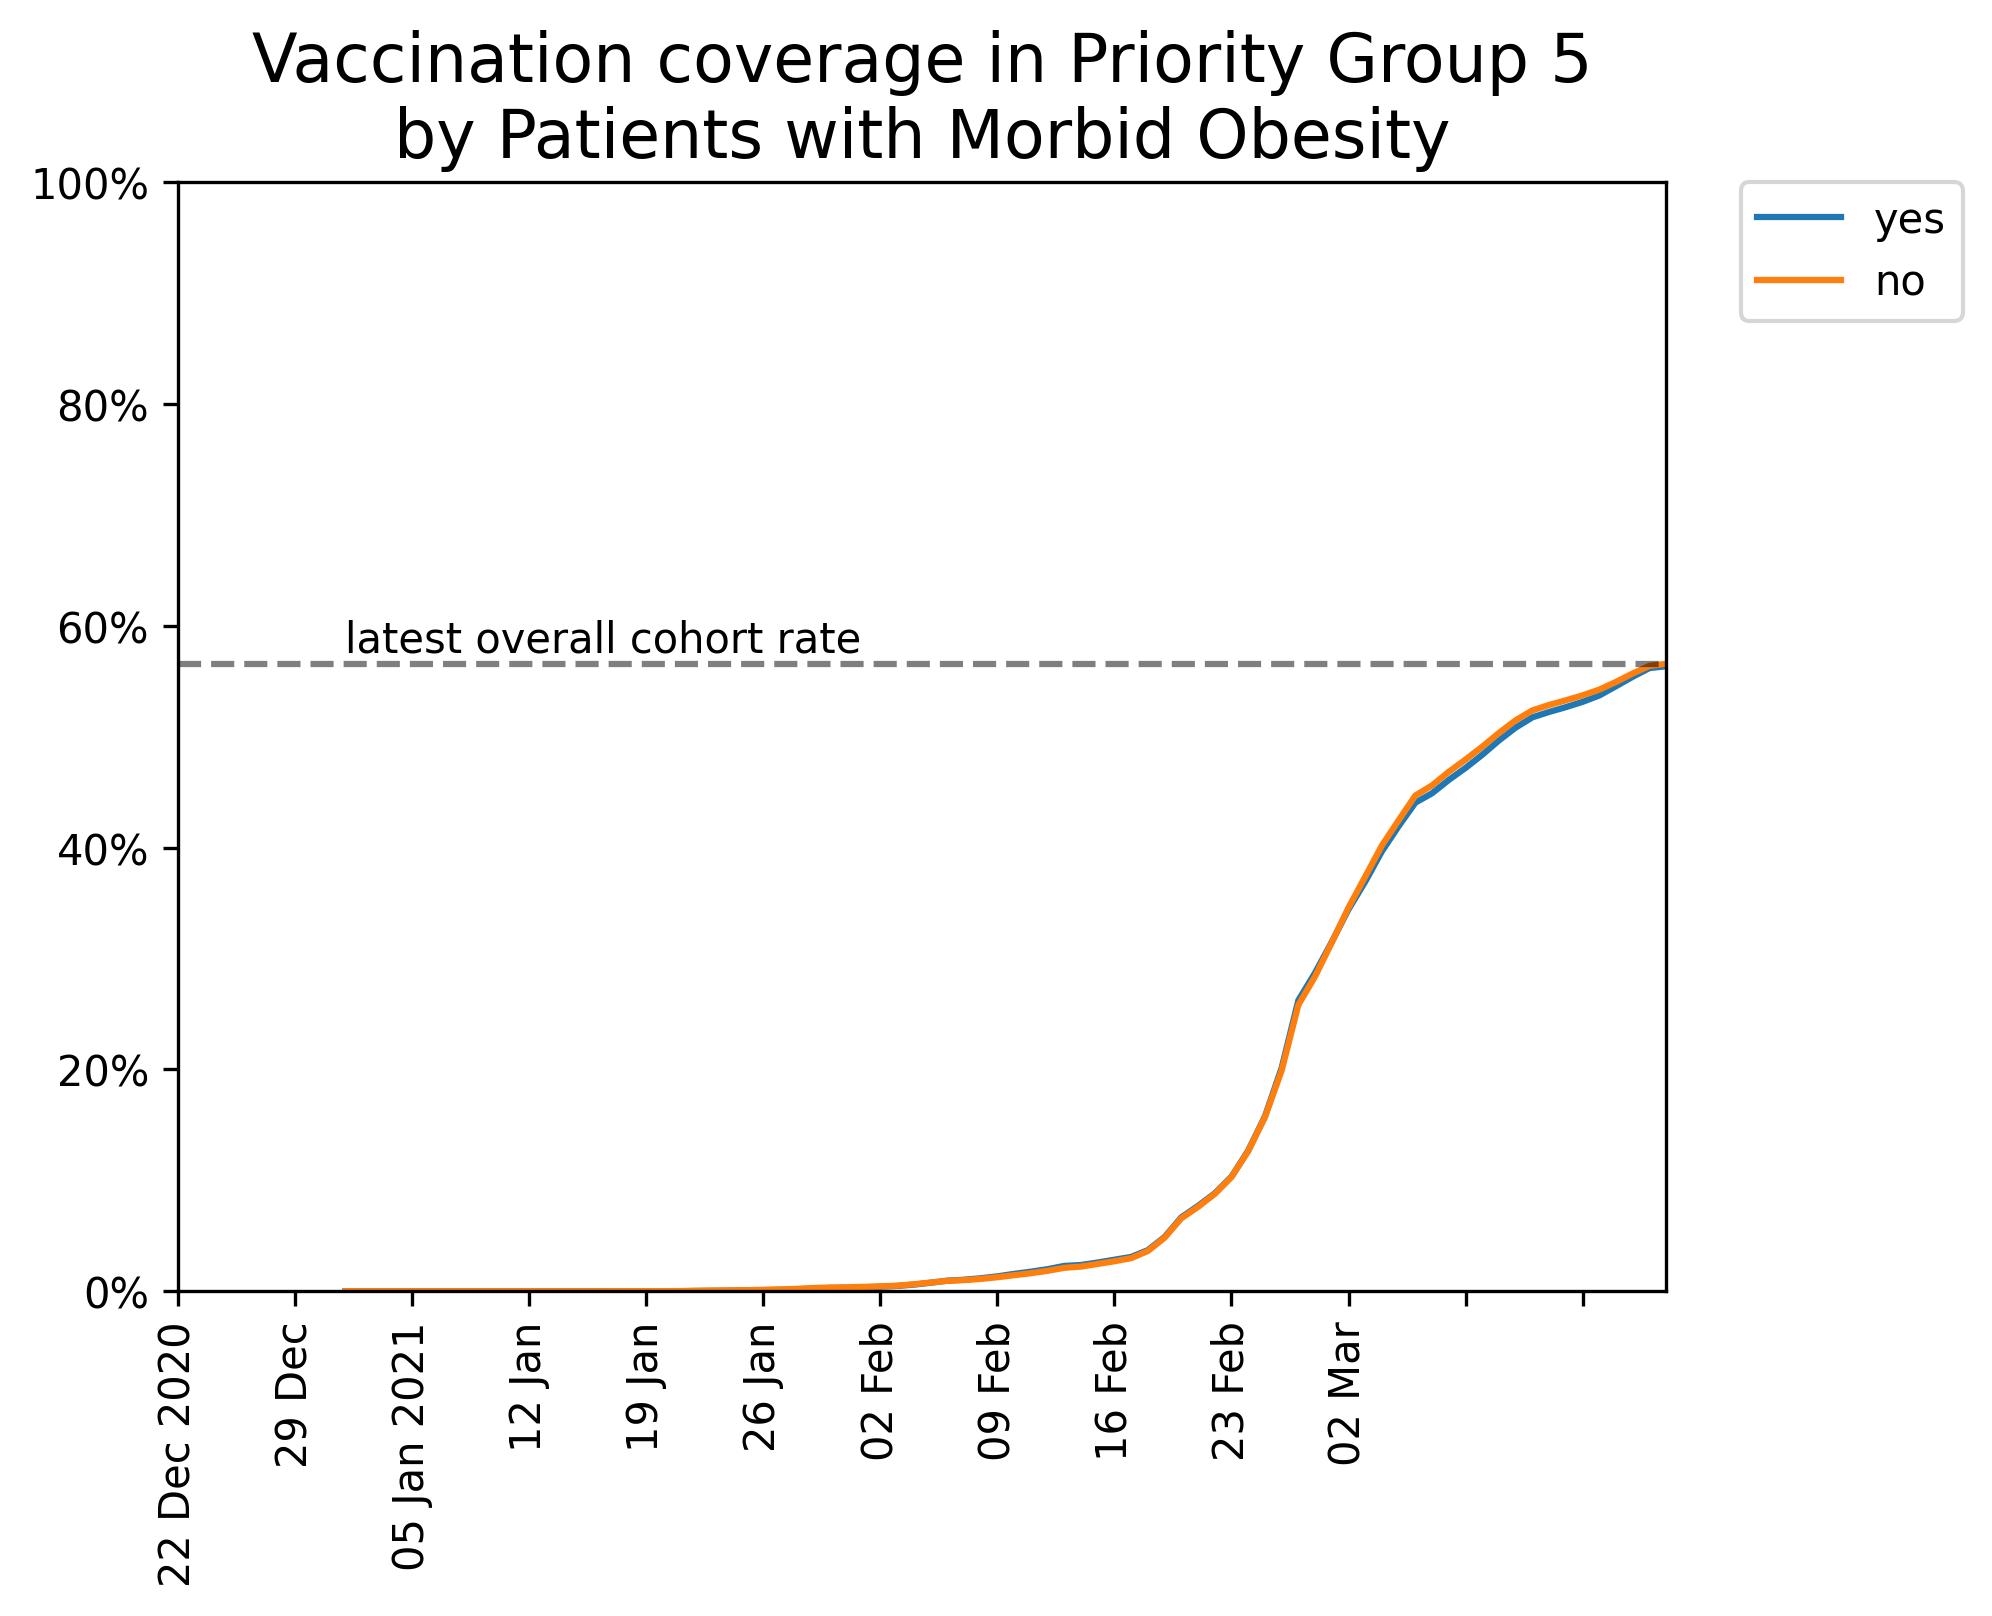 Vaccination coverage in Priority Group 5
by Patients with Morbid Obesity
100%
80%
60%
40%
20%
0%
latest overall cohort rate
yes
no
22 Dec 2020
29 Dec
05 Jan 2021
12 Jan
19 Jan
26 Jan
02 Feb
09 Feb
16 Feb
23 Feb
02 Mar